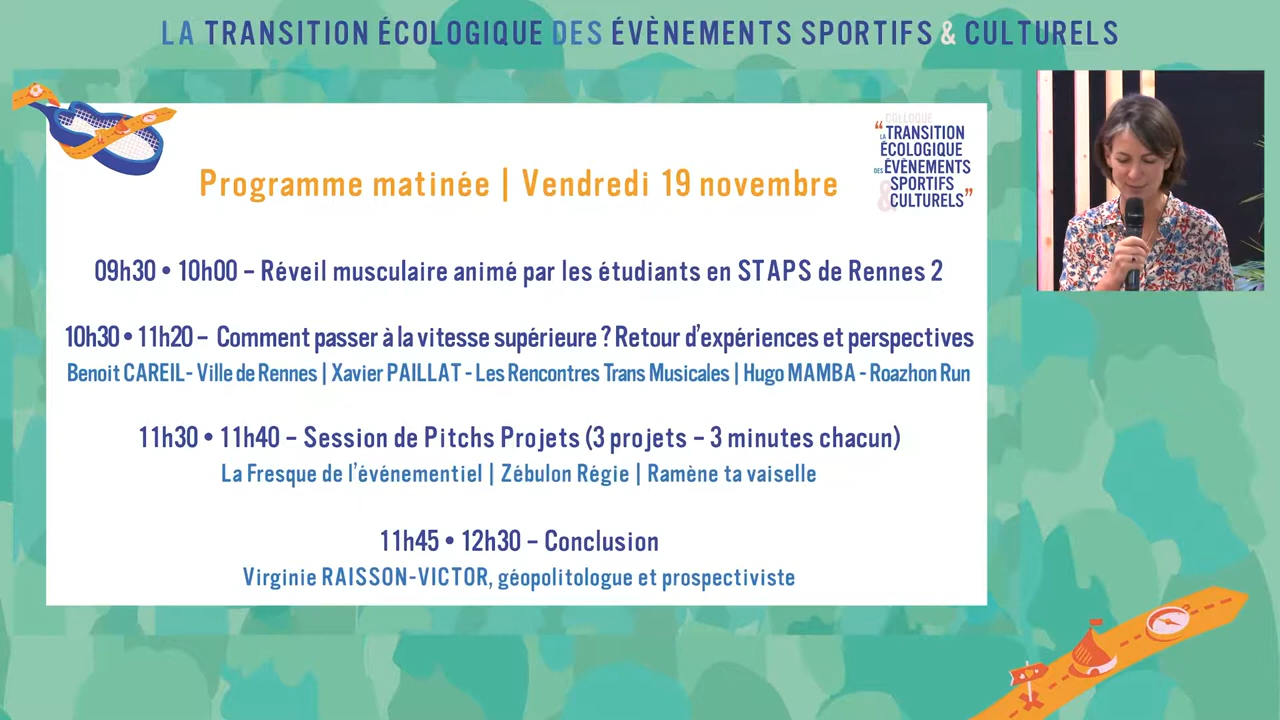 LA TRANSITION ÉCOLOGIQUE DES ÉVÈNEMENTS SPORTIFS & CULTURELS
COLLOQUE
“LA TRANSITION
ÉCOLOGIQUE
DES ÉVÈNEMENTS
SPORTIFS
& CULTURELS”
Programme matinée | Vendredi 19 novembre
09h30 • 10h00 – Réveil musculaire animé par les étudiants en STAPS de Rennes 2
10h30 • 11h20 – Comment passer à la vitesse supérieure ? Retour d'expériences et perspectives
Benoit CAREIL- Ville de Rennes | Xavier PAILLAT - Les Rencontres Trans Musicales | Hugo MAMBA - Roazhon Run
11h30 • 11h40 – Session de Pitchs Projets (3 projets – 3 minutes chacun)
La Fresque de l'événementiel | Zébulon Régie | Ramène ta vaiselle
11h45 • 12h30 – Conclusion
Virginie RAISSON-VICTOR, géopolitologue et prospectiviste